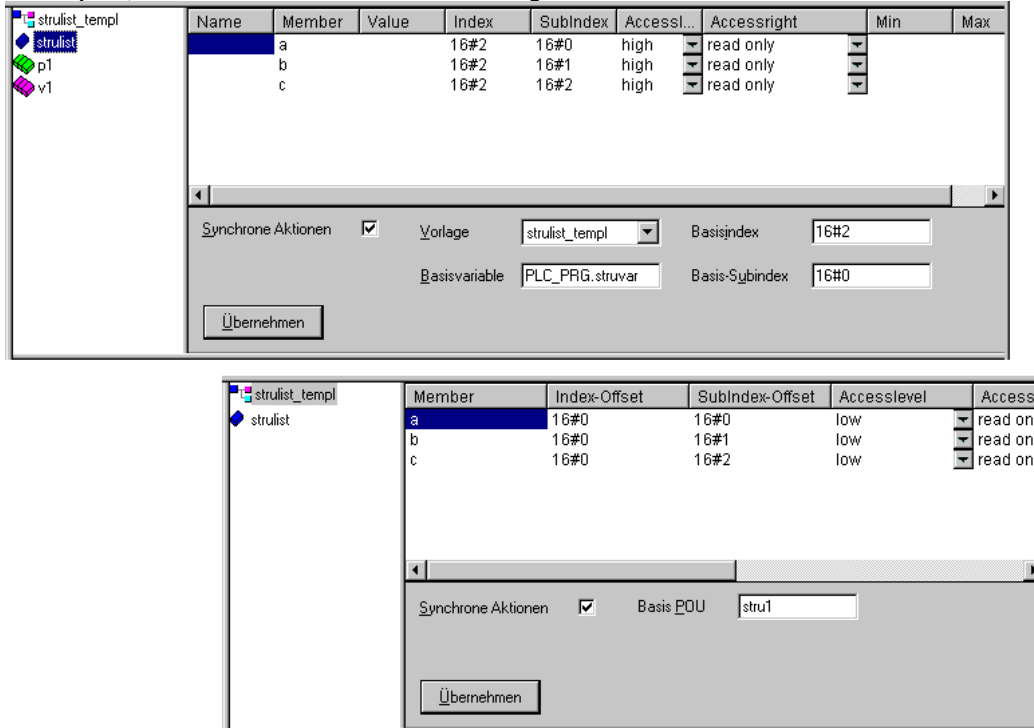 strulist_templ
strulist
p1
v1
Name Member Value Index SubIndex Accessl... Accessright Min Max
a 16#2 16#0 high read only
b 16#2 16#1 high read only
c 16#2 16#2 high read only
Synchrone Aktionen Vorlage strulist_templ Basisindex 16#2
Basisvariable PLC_PRG.struvar Basis-Subindex 16#0
Übernehmen
strulist_templ
strulist
Member Index-Offset SubIndex-Offset Accesslevel Access
a 16#0 16#0 low read on
b 16#0 16#1 low read on
c 16#0 16#2 low read on
Synchrone Aktionen Basis POU stru1
Übernehmen